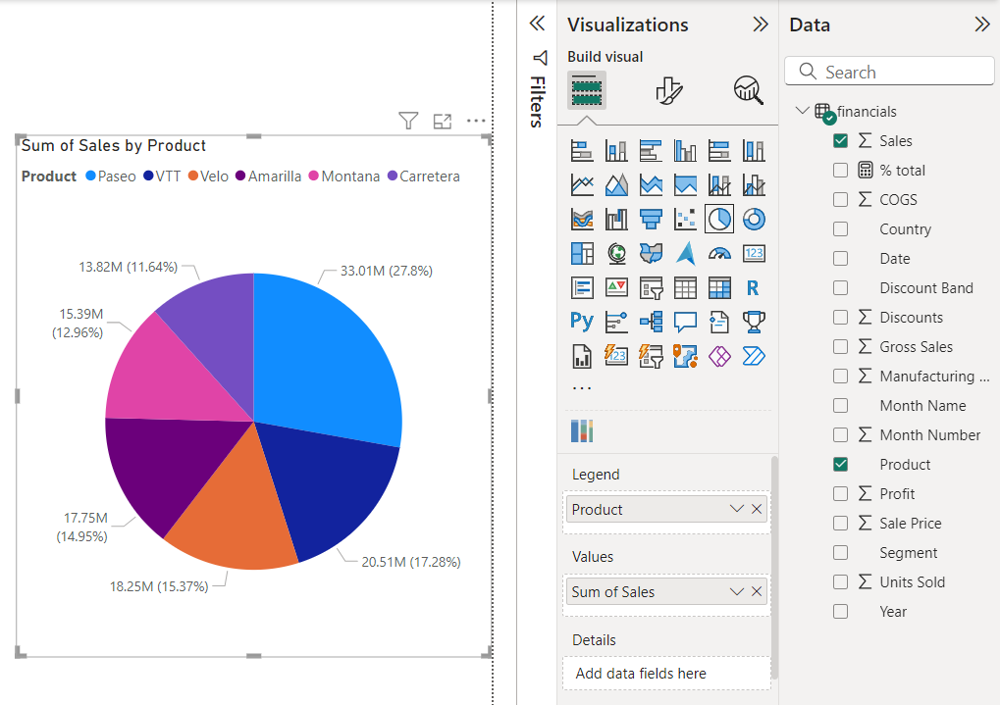 Sum of Sales by Product
Product Paseo VTT Velo Amarilla Montana Carretera
13.82M (11.64%)
33.01M (27.8%)
15.39M
(12.96%)
17.75M
(14.95%)
20.51M (17.28%)
18.25M (15.37%)
Filters
Visualizations
Build visual
123
R
Py
123
...
Legend
Product
Values
Sum of Sales
Details
Add data fields here
Data
Search
financials
Sales
% total
COGS
Country
Date
Discount Band
Discounts
Gross Sales
Manufacturing ...
Month Name
Month Number
Product
Profit
Sale Price
Segment
Units Sold
Year